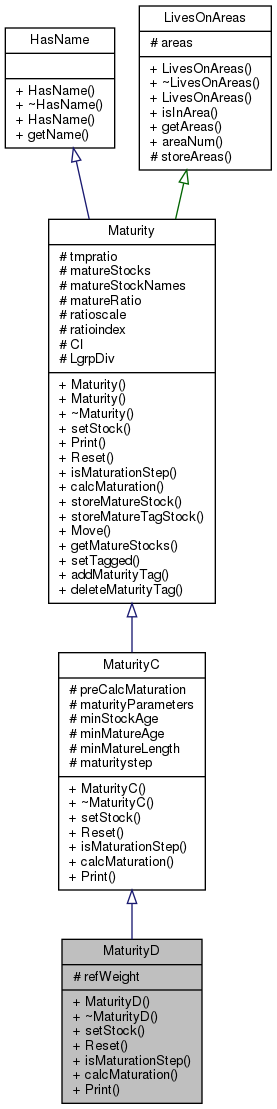 HasName
+ HasName()
+ ~HasName()
+ HasName()
+ getName()
LivesOnAreas
# areas
+ LivesOnAreas()
+ ~LivesOnAreas()
+ LivesOnAreas()
+ isInArea()
+ getAreas()
+ areaNum()
# storeAreas()
Maturity
# tmpratio
# matureStocks
# matureStockNames
# matureRatio
# ratioscale
# ratioindex
# CI
# LgrpDiv
+ Maturity()
+ Maturity()
+ ~Maturity()
+ setStock()
+ Print()
+ Reset()
+ isMaturationStep()
+ calcMaturation()
+ storeMatureStock()
+ storeMatureTagStock()
+ Move()
+ getMatureStocks()
+ setTagged()
+ addMaturityTag()
+ deleteMaturityTag()
MaturityC
# preCalcMaturation
# maturityParameters
# minStockAge
# minMatureAge
# minMatureLength
# maturitystep
+ MaturityC()
+ ~MaturityC()
+ setStock()
+ Reset()
+ isMaturationStep()
+ calcMaturation()
+ Print()
MaturityD
# refWeight
+ MaturityD()
+ ~MaturityD()
+ setStock()
+ Reset()
+ isMaturationStep()
+ calcMaturation()
+ Print()